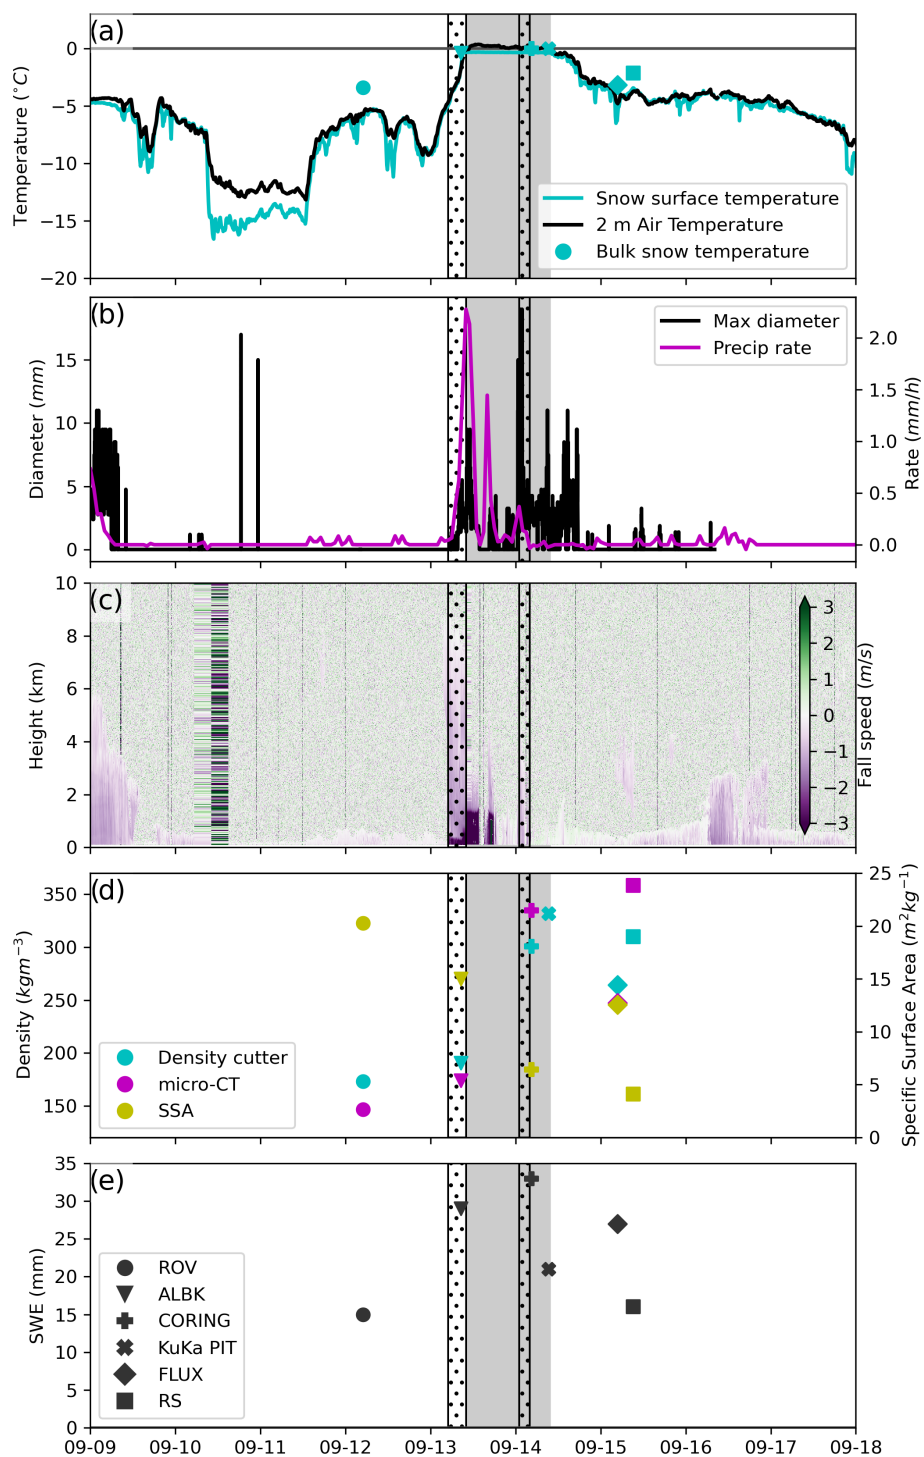 (a)
Temperature (°C)
0
−5
−10
−15
−20
Snow surface temperature
2 m Air Temperature
Bulk snow temperature
(b)
Diameter (mm)
15
10
5
0
Max diameter
Precip rate
2.0
1.5
1.0
0.5
0.0
Rate (mm/h)
(c)
Height (km)
10
8
6
4
2
0
3
2
1
0
−1
−2
−3
Fall speed (m/s)
(d)
Density (kgm⁻³)
350
300
250
200
150
Density cutter
micro-CT
SSA
25
20
15
10
5
0
Specific Surface Area (m²kg⁻¹)
(e)
SWE (mm)
35
30
25
20
15
10
5
0
ROV
ALBK
CORING
KuKa PIT
FLUX
RS
09-09 09-10 09-11 09-12 09-13 09-14 09-15 09-16 09-17 09-18